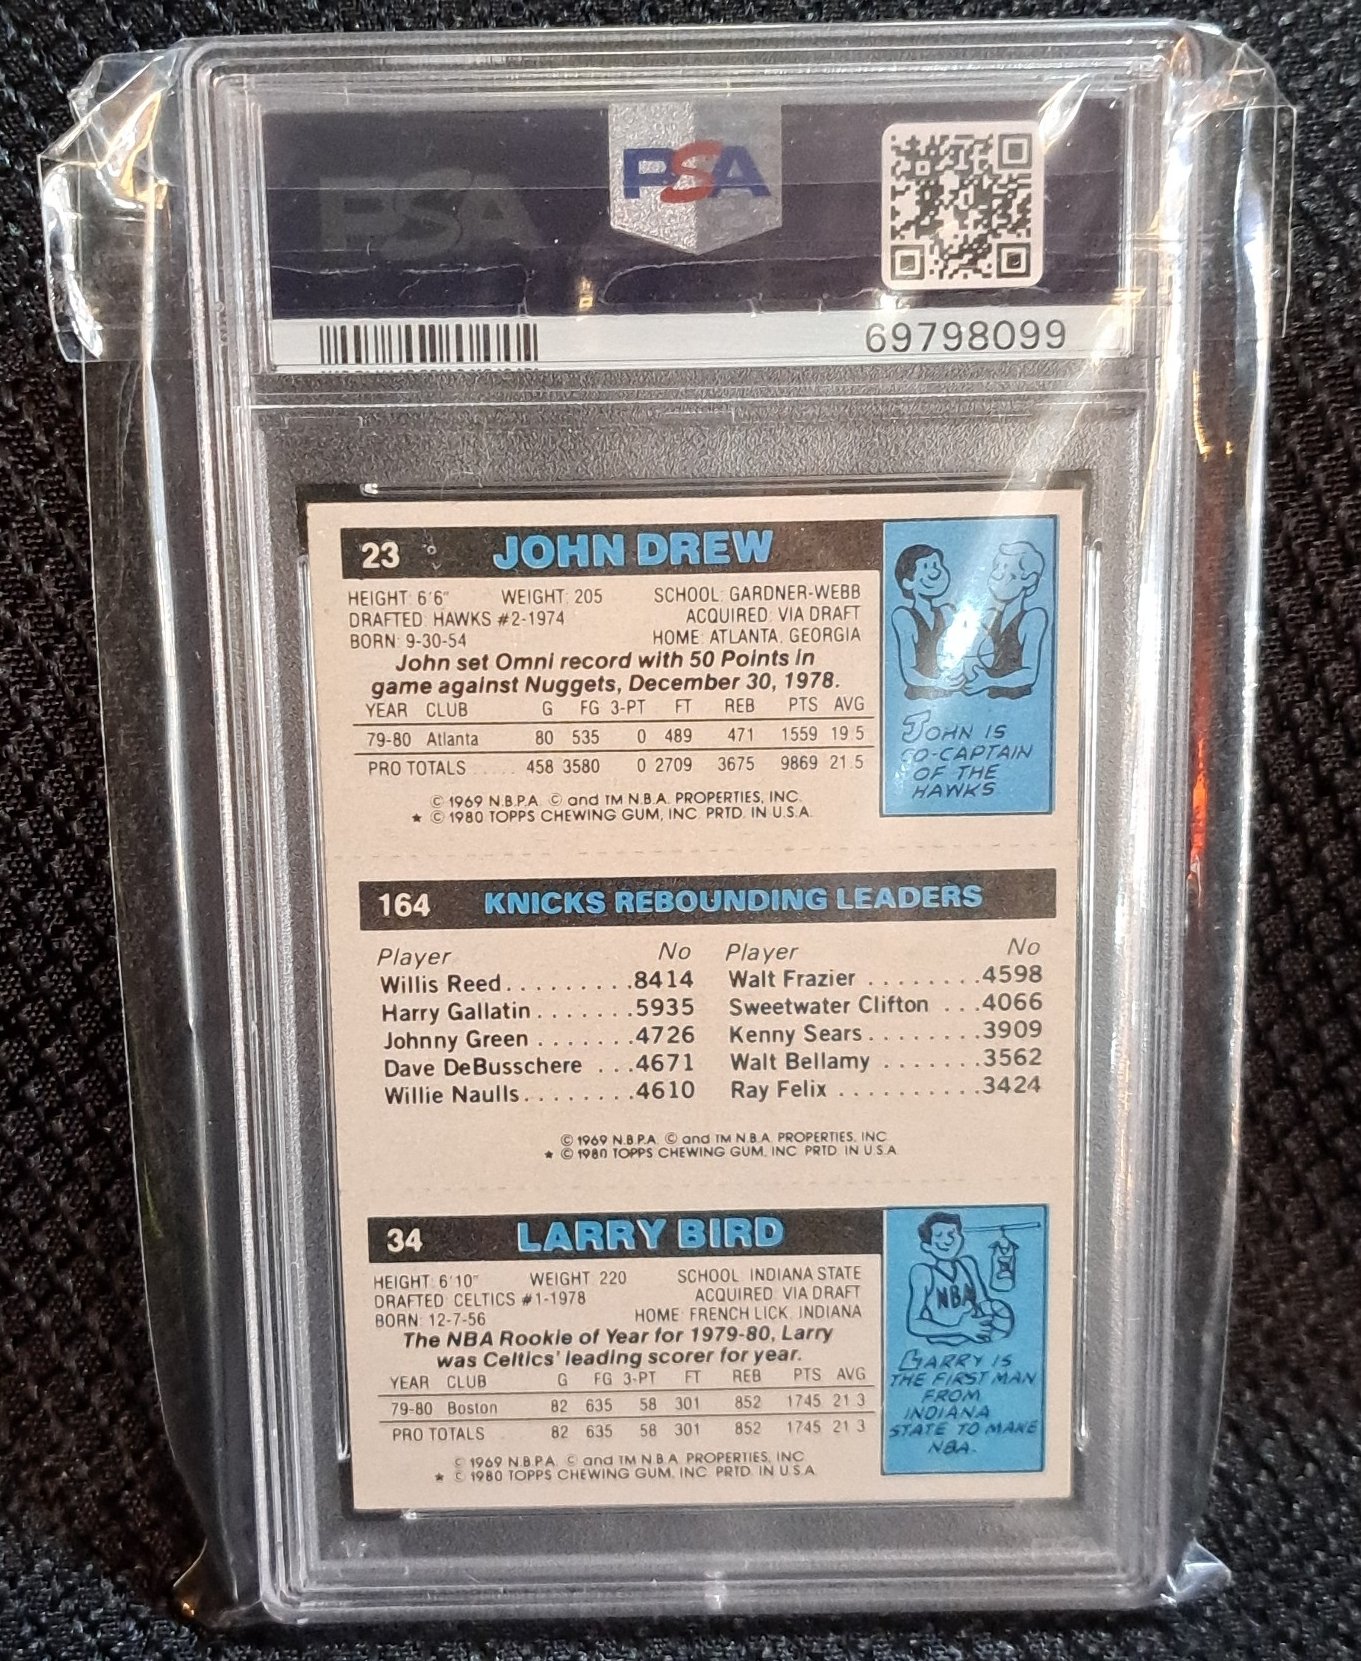 PSA
PSA
69798099
23 JOHN DREW
HEIGHT: 6'6" WEIGHT: 205 SCHOOL: GARDNER-WEBB
DRAFTED: HAWKS #2-1974 ACQUIRED: VIA DRAFT
BORN: 9-30-54 HOME: ATLANTA, GEORGIA
John set Omni record with 50 Points in
game against Nuggets, December 30, 1978.
YEAR CLUB G FG 3-PT FT REB PTS AVG
79-80 Atlanta 80 535 0 489 471 1559 19.5
PRO TOTALS ..... 458 3580 0 2709 3675 9869 21.5
© 1969 N.B.P.A. © and TM N.B.A. PROPERTIES, INC.
★ © 1980 TOPPS CHEWING GUM, INC. PRTD. IN U.S.A.
JOHN IS
CO-CAPTAIN
OF THE
HAWKS
164 KNICKS REBOUNDING LEADERS
Player No Player No
Willis Reed.........8414 Walt Frazier ........4598
Harry Gallatin.......5935 Sweetwater Clifton ...4066
Johnny Green .......4726 Kenny Sears........3909
Dave DeBusschere ...4671 Walt Bellamy .......3562
Willie Naulls........4610 Ray Felix ..........3424
© 1969 N.B.P.A. © and TM N.B.A. PROPERTIES, INC
★ © 1980 TOPPS CHEWING GUM, INC PRTD IN U.S.A.
34 LARRY BIRD
HEIGHT: 6'10" WEIGHT: 220 SCHOOL: INDIANA STATE
DRAFTED: CELTICS #1-1978 ACQUIRED: VIA DRAFT
BORN: 12-7-56 HOME: FRENCH LICK, INDIANA
The NBA Rookie of Year for 1979-80, Larry
was Celtics' leading scorer for year.
YEAR CLUB G FG 3-PT FT REB PTS AVG
79-80 Boston 82 635 58 301 852 1745 21.3
PRO TOTALS 82 635 58 301 852 1745 21.3
© 1969 N.B.P.A. © and TM N.B.A. PROPERTIES, INC
★ © 1980 TOPPS CHEWING GUM, INC. PRTD. IN U.S.A.
NBA
LARRY IS
THE FIRST MAN
FROM
INDIANA
STATE TO MAKE
NBA.